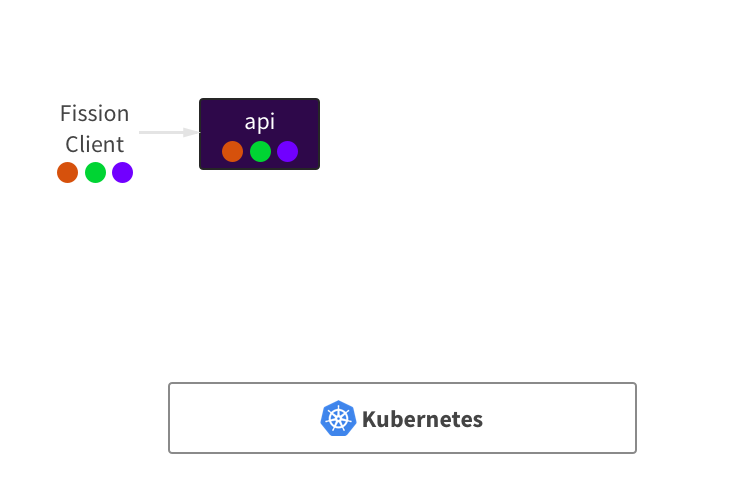 Fission
Client
api
Kubernetes